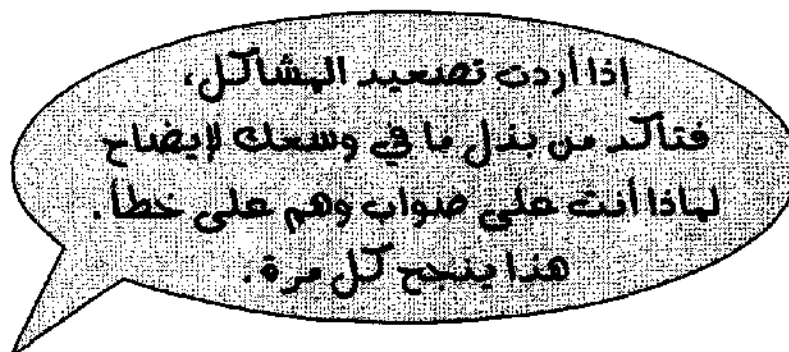 إذا أردت تصعيد المشاكل،
فتأكد من بذل ما في وسعك لإيضاح
لماذا أنت على صواب وهم على خطأ.
هذا ينجح كل مرة.